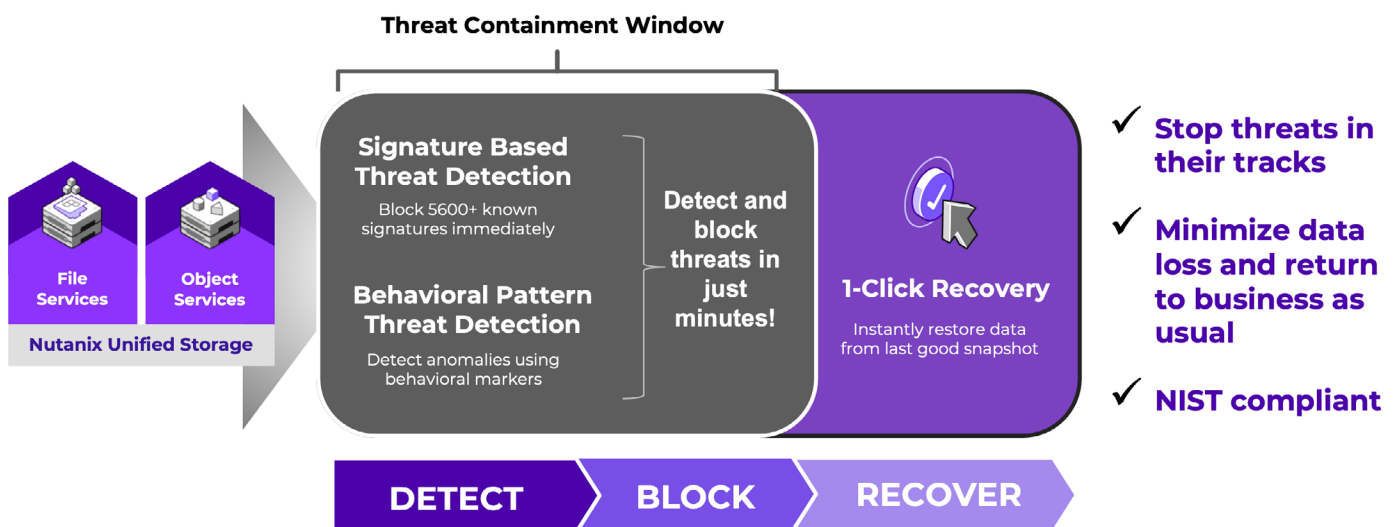 Threat Containment Window
File
Services
Object
Services
Nutanix Unified Storage
Signature Based
Threat Detection
Block 5600+ known
signatures immediately
Behavioral Pattern
Threat Detection
Detect anomalies using
behavioral markers
Detect and
block
threats in
just
minutes!
1-Click Recovery
Instantly restore data
from last good snapshot
Stop threats in
their tracks
Minimize data
loss and return
to business as
usual
NIST compliant
DETECT
BLOCK
RECOVER